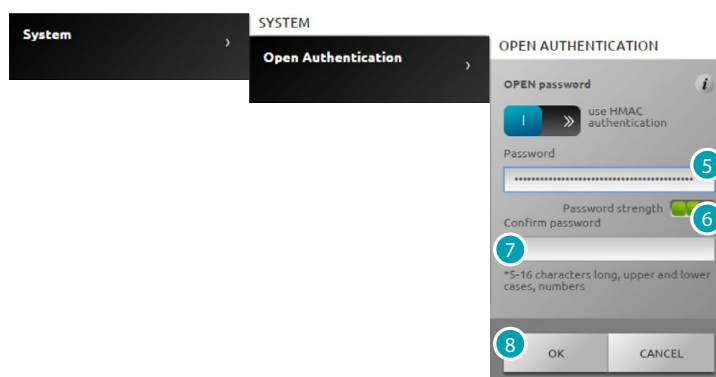 System
SYSTEM
Open Authentication
OPEN AUTHENTICATION
OPEN password
i
use HMAC
authentication
Password
5
••••••••••••••••••••••••••••••••••••••••••
Password strength
6
Confirm password
7
*5-16 characters long, upper and lower
cases, numbers
8
OK
CANCEL